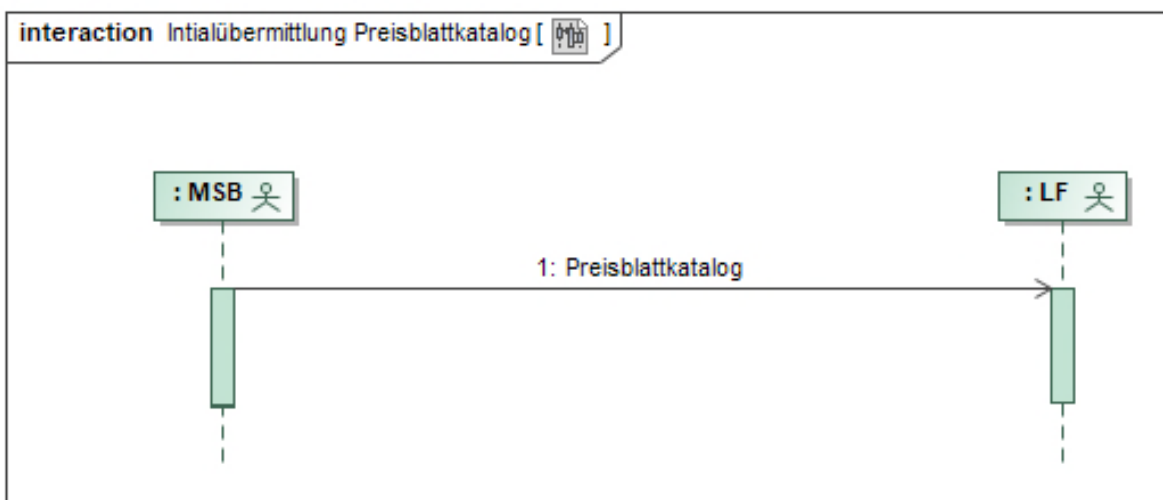 interaction Intialübermittlung Preisblattkatalog [ ]
: MSB
: LF
1: Preisblattkatalog